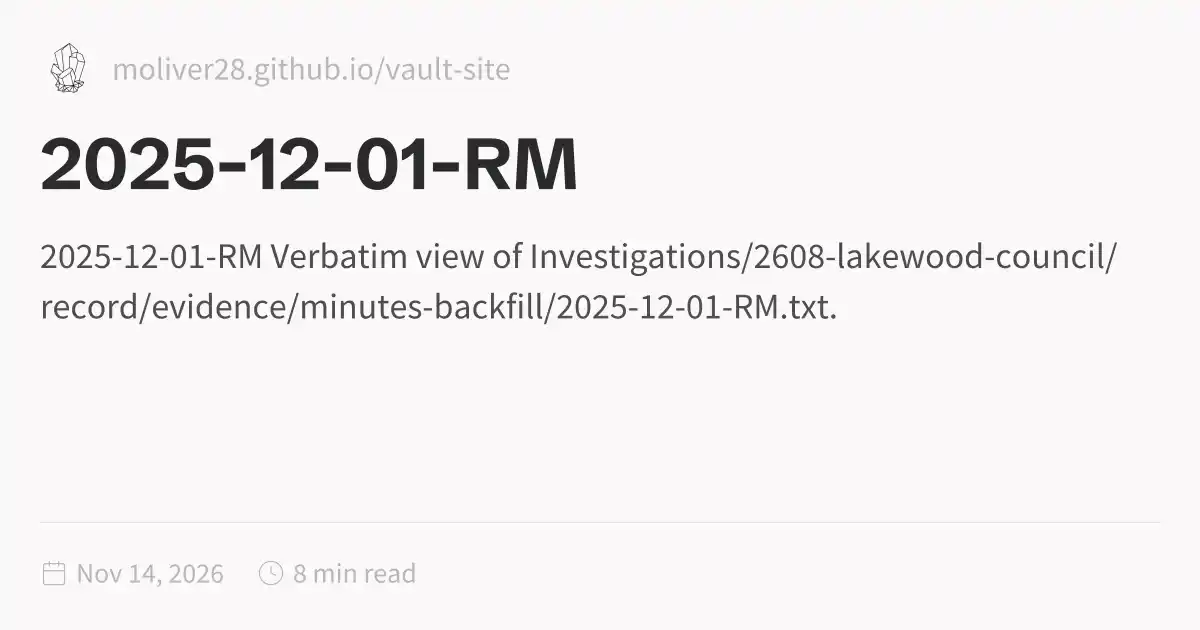 moliver28.github.io/vault-site
2025-12-01-RM
2025-12-01-RM Verbatim view of Investigations/2608-lakewood-council/
record/evidence/minutes-backfill/2025-12-01-RM.txt.
Nov 14, 2026 8 min read